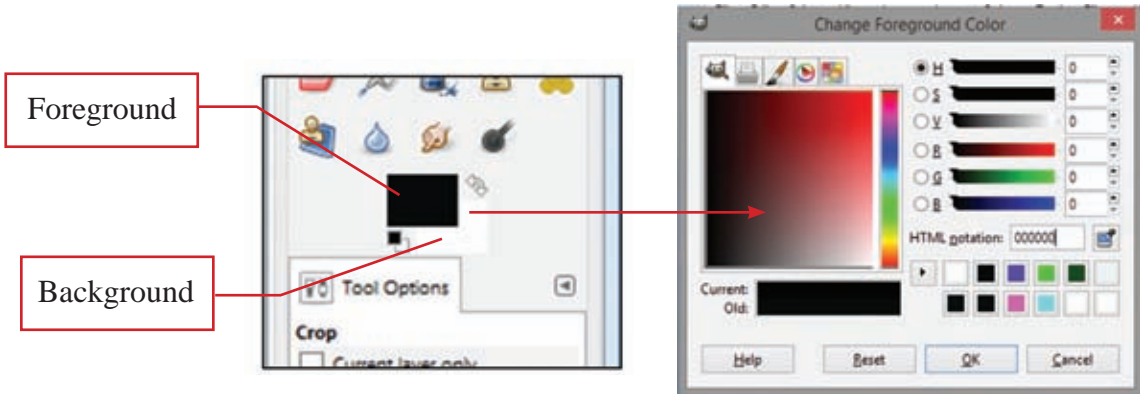 Foreground
Background
Tool Options
Crop
Current layer only
Change Foreground Color
H 0
S 0
V 0
R 0
G 0
B 0
HTML notation: 000000
Current:
Old:
Help Reset OK Cancel